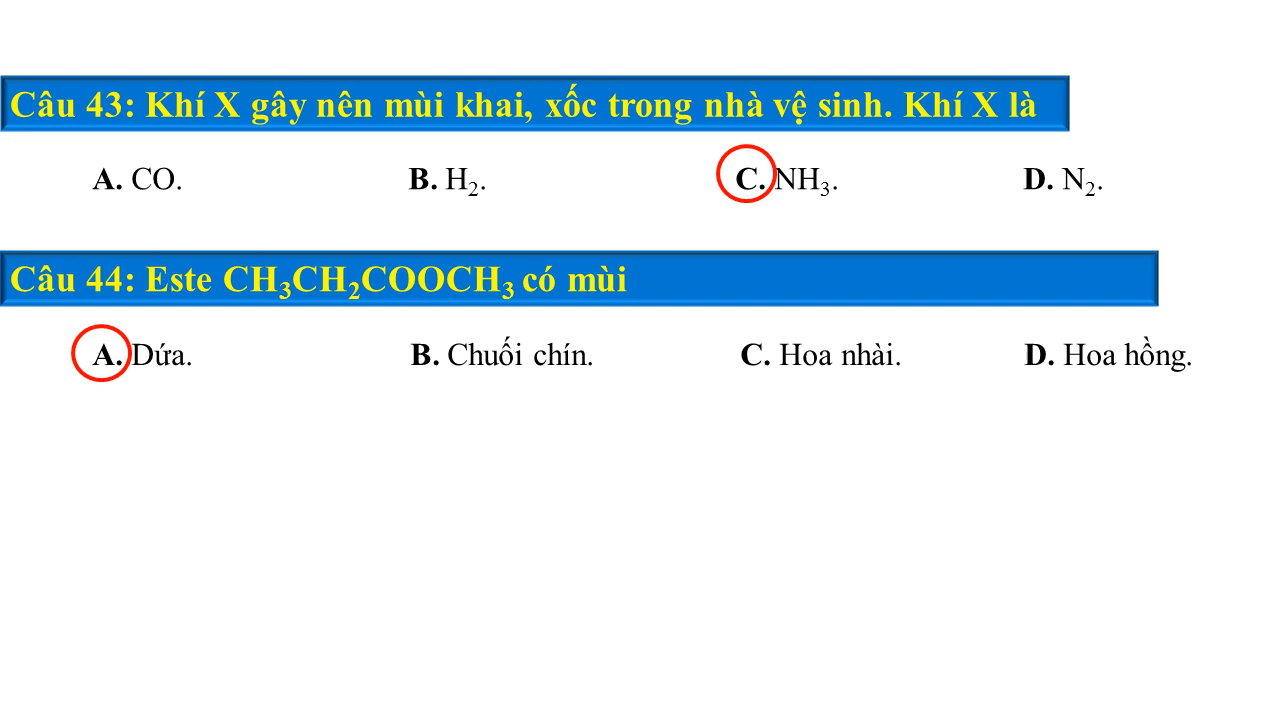 Câu 43: Khí X gây nên mùi khai, xốc trong nhà vệ sinh. Khí X là
A. CO. B. H₂. C. NH₃. D. N₂.
Câu 44: Este CH₃CH₂COOCH₃ có mùi
A. Dứa. B. Chuối chín. C. Hoa nhài. D. Hoa hồng.